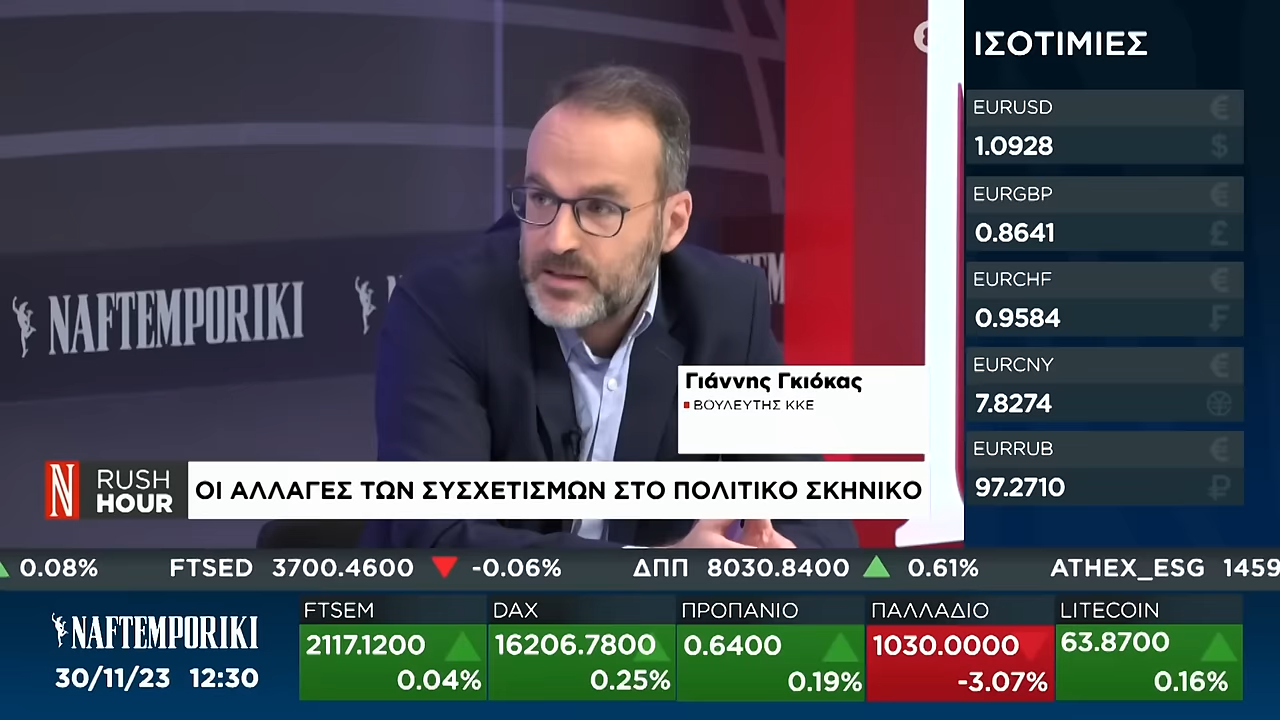 ΙΣΟΤΙΜΙΕΣ
EURUSD
1.0928
EURGBP
0.8641
EURCHF
0.9584
EURCNY
7.8274
EURRUB
97.2710
NAFTEMPORIKI
Γιάννης Γκιόκας
ΒΟΥΛΕΥΤΗΣ ΚΚΕ
N RUSH HOUR
ΟΙ ΑΛΛΑΓΕΣ ΤΩΝ ΣΥΣΧΕΤΙΣΜΩΝ ΣΤΟ ΠΟΛΙΤΙΚΟ ΣΚΗΝΙΚΟ
0.08% FTSED 3700.4600 -0.06% ΔΠΠ 8030.8400 0.61% ATHEX_ESG 1459
NAFTEMPORIKI
30/11/23 12:30
FTSEM
2117.1200
0.04%
DAX
16206.7800
0.25%
ΠΡΟΠΑΝΙΟ
0.6400
0.19%
ΠΑΛΛΑΔΙΟ
1030.0000
-3.07%
LITECOIN
63.8700
0.16%